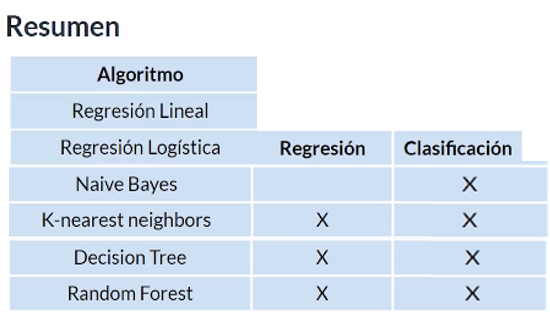 Resumen
Algoritmo
Regresión Lineal
Regresión Logística Regresión Clasificación
Naive Bayes X
K-nearest neighbors X X
Decision Tree X X
Random Forest X X